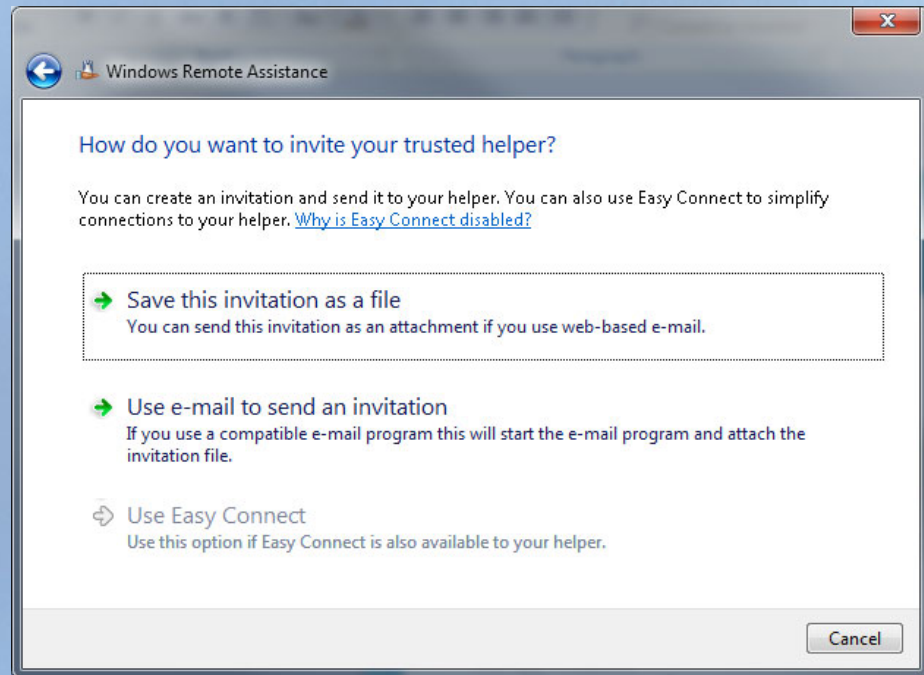 Windows Remote Assistance
How do you want to invite your trusted helper?
You can create an invitation and send it to your helper. You can also use Easy Connect to simplify
connections to your helper. Why is Easy Connect disabled?
Save this invitation as a file
You can send this invitation as an attachment if you use web-based e-mail.
Use e-mail to send an invitation
If you use a compatible e-mail program this will start the e-mail program and attach the
invitation file.
Use Easy Connect
Use this option if Easy Connect is also available to your helper.
Cancel